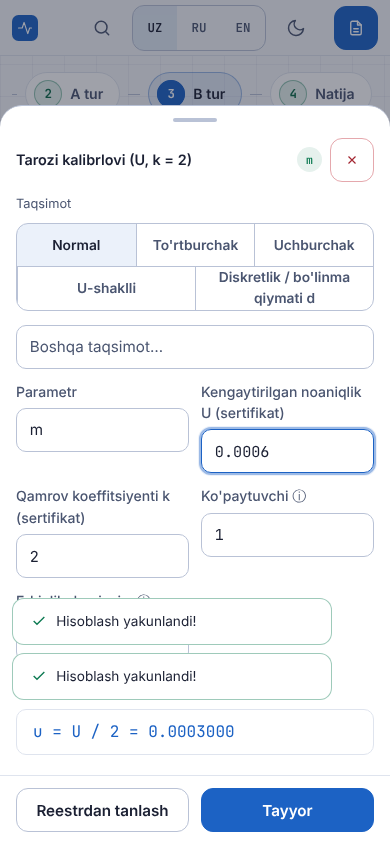 UZ RU EN
2 A tur 3 B tur 4 Natija
Tarozi kalibrlovi (U, k = 2) m ×
Taqsimot
Normal To'rtburchak Uchburchak
U-shaklli Diskretlik / bo'linma
qiymati d
Boshqa taqsimot...
Parametr Kengaytirilgan noaniqlik
U (sertifikat)
m 0.0006
Qamrov koeffitsiyenti k
(sertifikat) Ko'paytuvchi ⓘ
2 1
Hisoblash yakunlandi!
Hisoblash yakunlandi!
u = U / 2 = 0.0003000
Reestrdan tanlash Tayyor